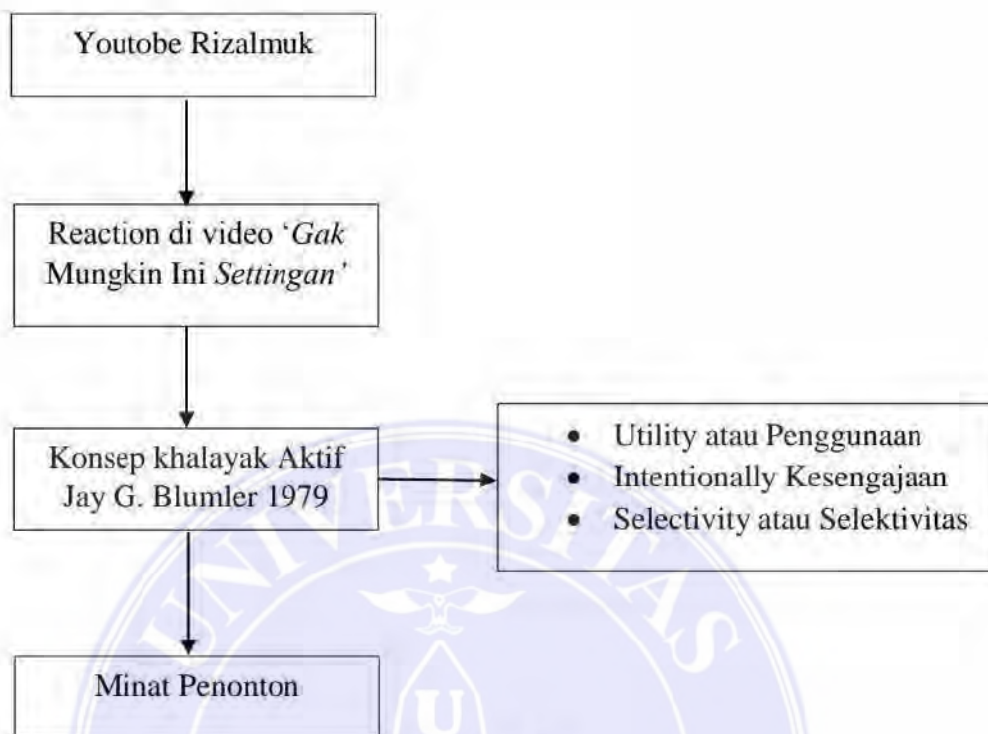 Youtobe Rizalmuk
Reaction di video ‘Gak
Mungkin Ini Settingan’
Konsep khalayak Aktif
Jay G. Blumler 1979
• Utility atau Penggunaan
• Intentionally Kesengajaan
• Selectivity atau Selektivitas
Minat Penonton
UNIVERSITAS
U